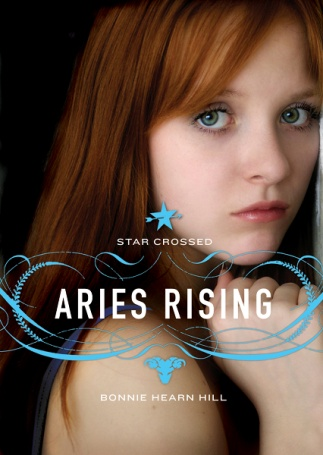 STAR CROSSED
ARIES RISING
BONNIE HEARN HILL